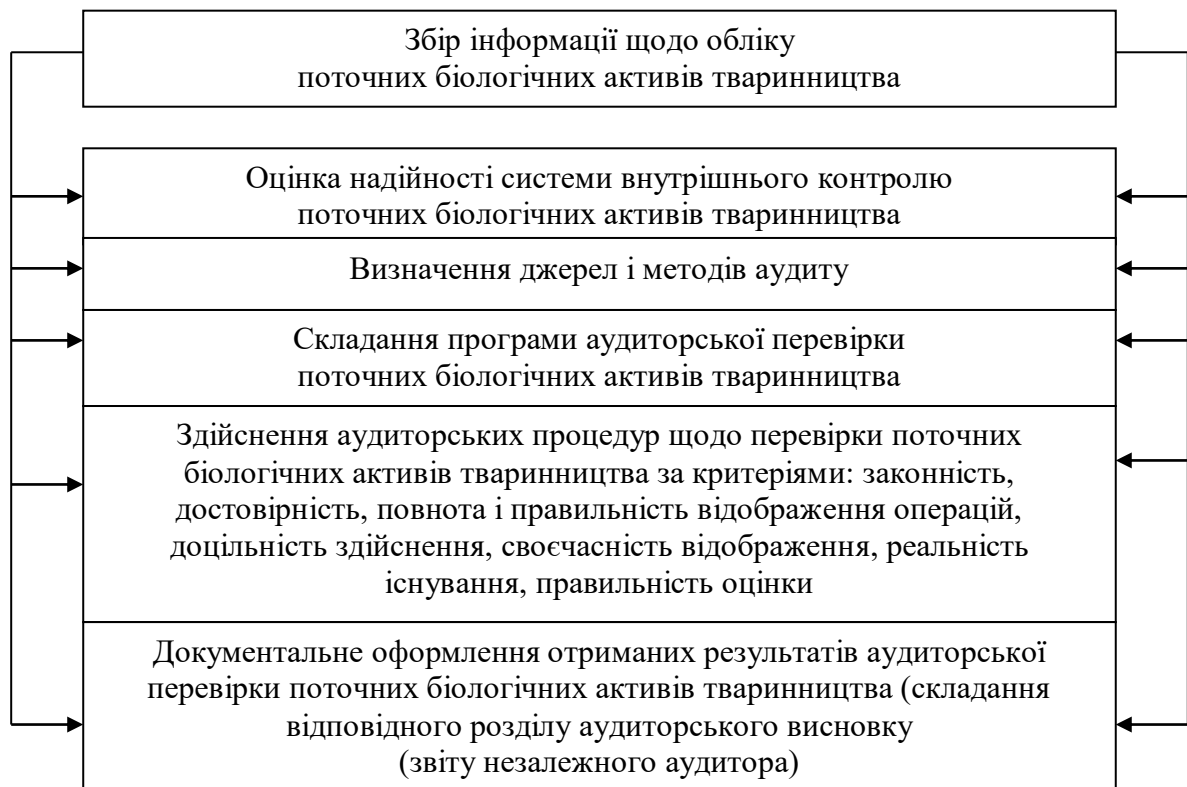 Збір інформації щодо обліку
поточних біологічних активів тваринництва
Оцінка надійності системи внутрішнього контролю
поточних біологічних активів тваринництва
Визначення джерел і методів аудиту
Складання програми аудиторської перевірки
поточних біологічних активів тваринництва
Здійснення аудиторських процедур щодо перевірки поточних
біологічних активів тваринництва за критеріями: законність,
достовірність, повнота і правильність відображення операцій,
доцільність здійснення, своєчасність відображення, реальність
існування, правильність оцінки
Документальне оформлення отриманих результатів аудиторської
перевірки поточних біологічних активів тваринництва (складання
відповідного розділу аудиторського висновку
(звіту незалежного аудитора)